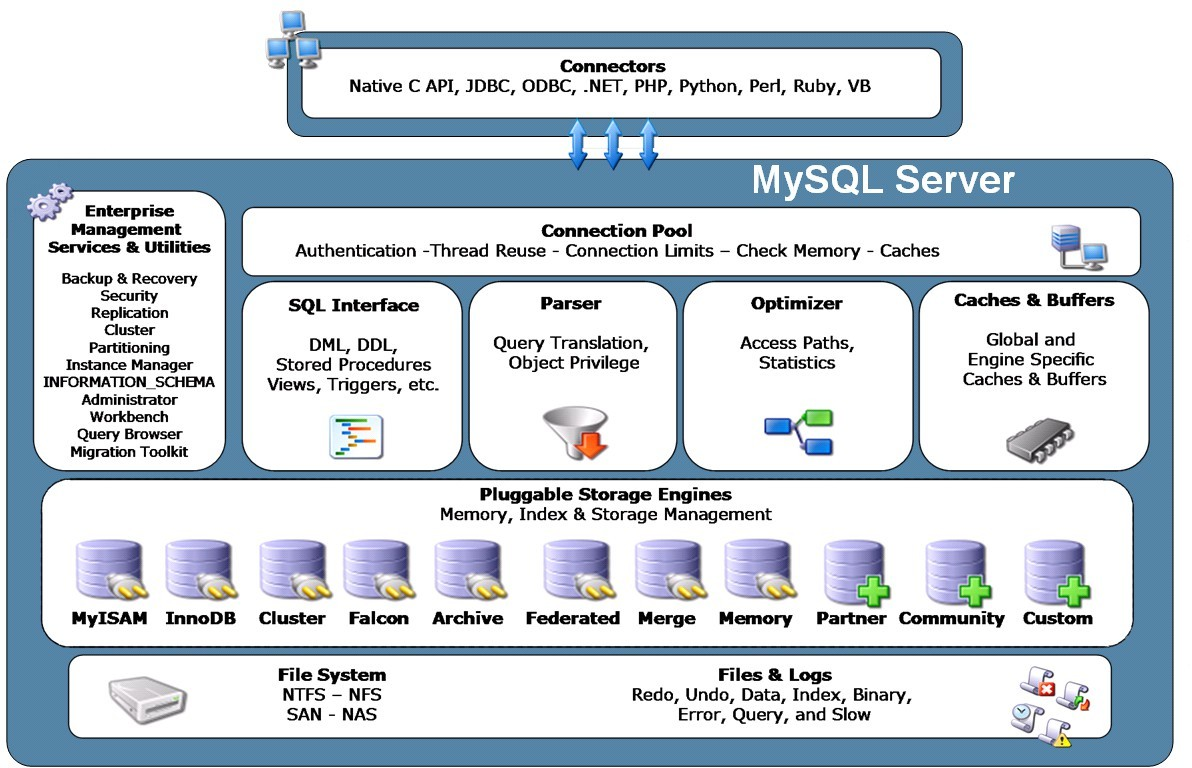 Connectors
Native C API, JDBC, ODBC, .NET, PHP, Python, Perl, Ruby, VB
MySQL Server
Enterprise
Management
Services & Utilities
Backup & Recovery
Security
Replication
Cluster
Partitioning
Instance Manager
INFORMATION_SCHEMA
Administrator
Workbench
Query Browser
Migration Toolkit
Connection Pool
Authentication -Thread Reuse - Connection Limits – Check Memory - Caches
SQL Interface
DML, DDL,
Stored Procedures
Views, Triggers, etc.
Parser
Query Translation,
Object Privilege
Optimizer
Access Paths,
Statistics
Caches & Buffers
Global and
Engine Specific
Caches & Buffers
Pluggable Storage Engines
Memory, Index & Storage Management
MyISAM InnoDB Cluster Falcon Archive Federated Merge Memory Partner Community Custom
File System
NTFS – NFS
SAN - NAS
Files & Logs
Redo, Undo, Data, Index, Binary,
Error, Query, and Slow